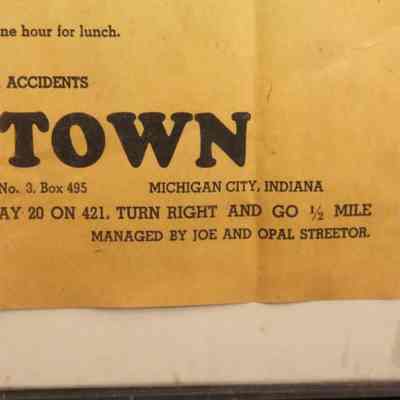 ne hour for lunch.
ACCIDENTS
TOWN
No. 3, Box 495 MICHIGAN CITY, INDIANA
AY 20 ON 421, TURN RIGHT AND GO ½ MILE
MANAGED BY JOE AND OPAL STREETOR.